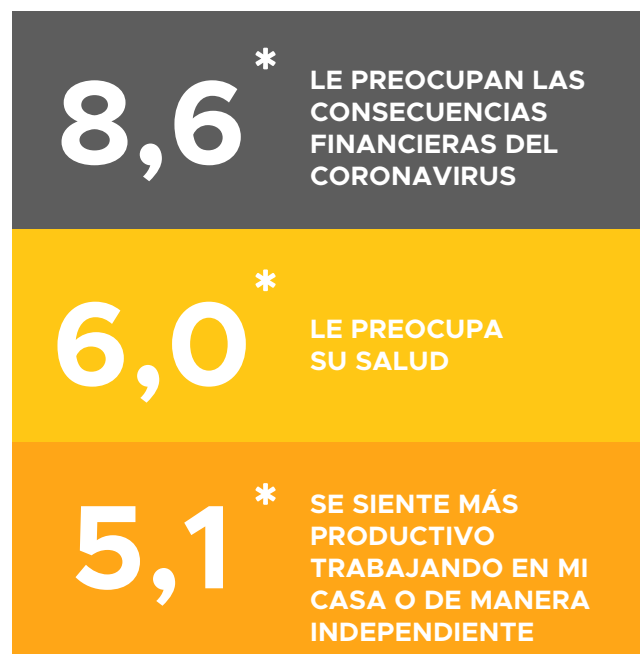 8,6*
LE PREOCUPAN LAS
CONSECUENCIAS
FINANCIERAS DEL
CORONAVIRUS
6,0*
LE PREOCUPA
SU SALUD
5,1*
SE SIENTE MÁS
PRODUCTIVO
TRABAJANDO EN MI
CASA O DE MANERA
INDEPENDIENTE